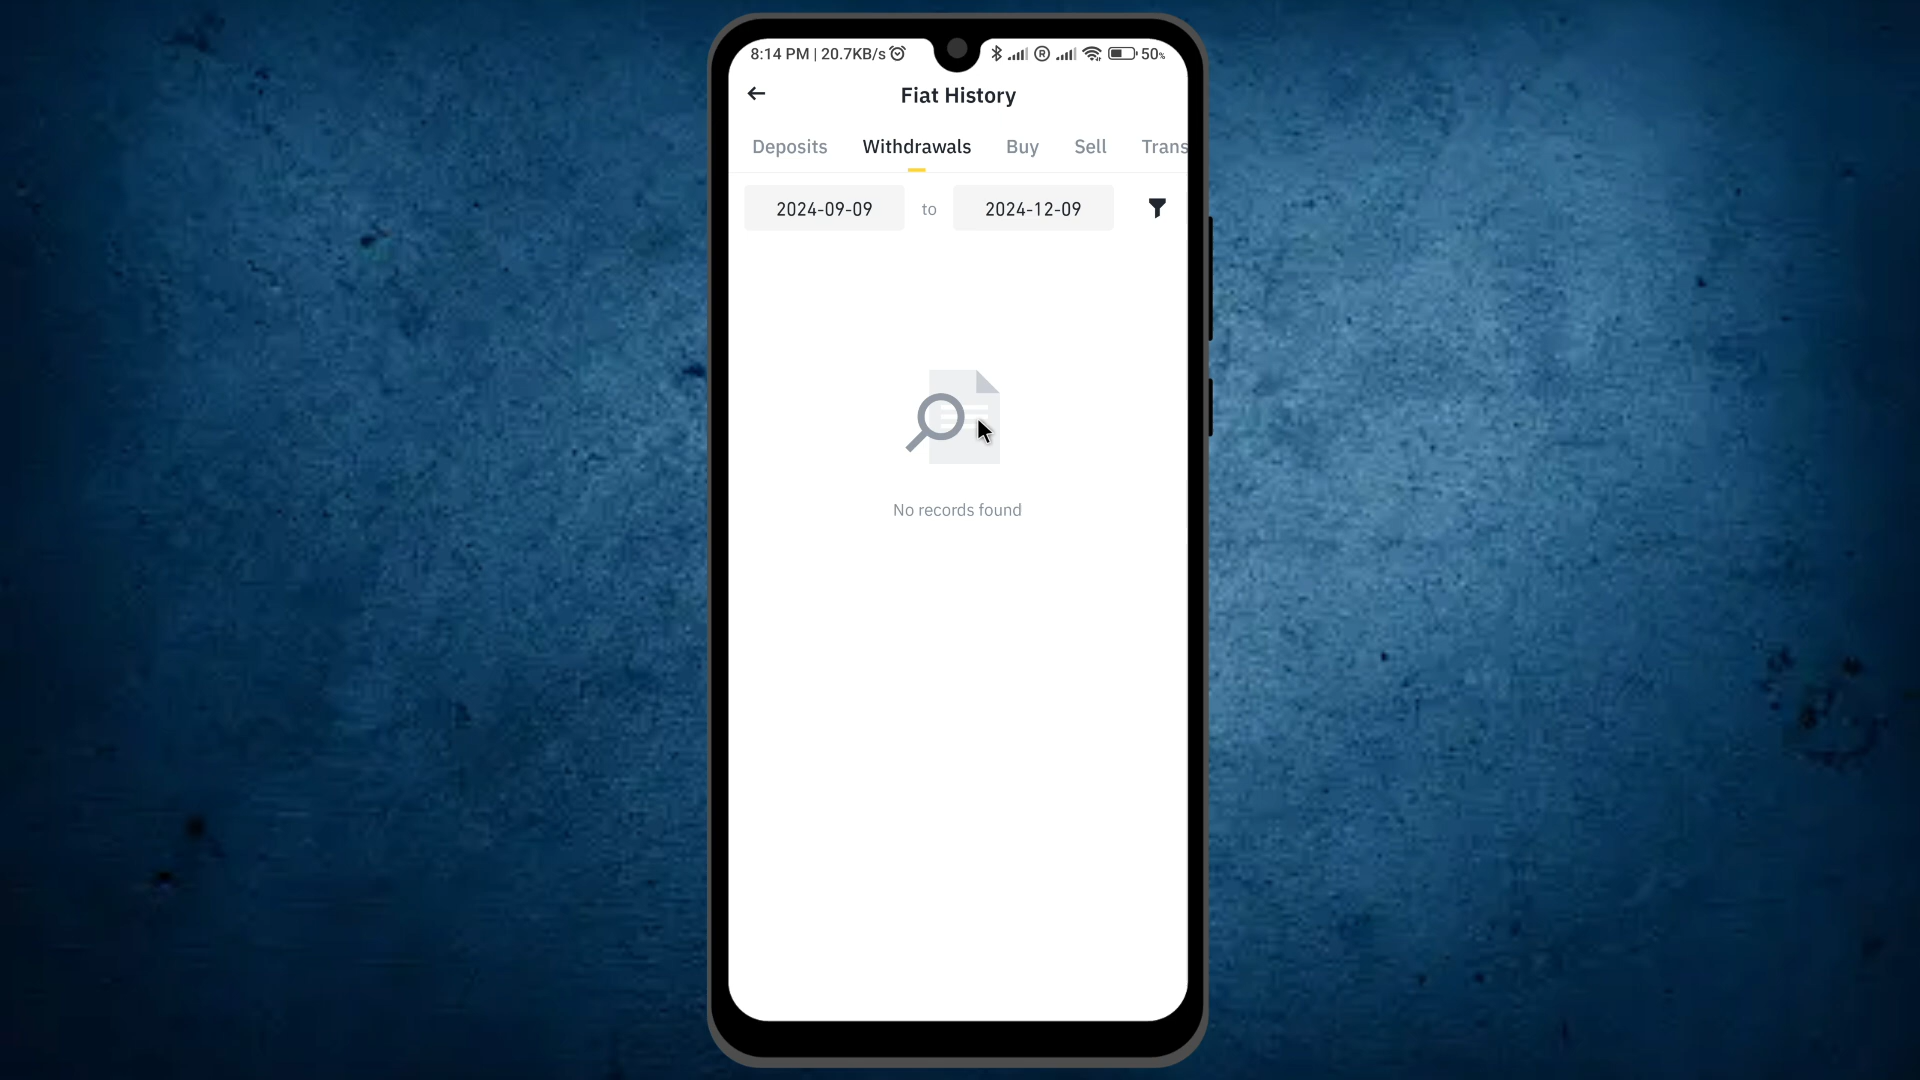 8:14 PM | 20.7KB/s ® 50%
Fiat History
Deposits Withdrawals Buy Sell Trans
2024-09-09 to 2024-12-09
No records found